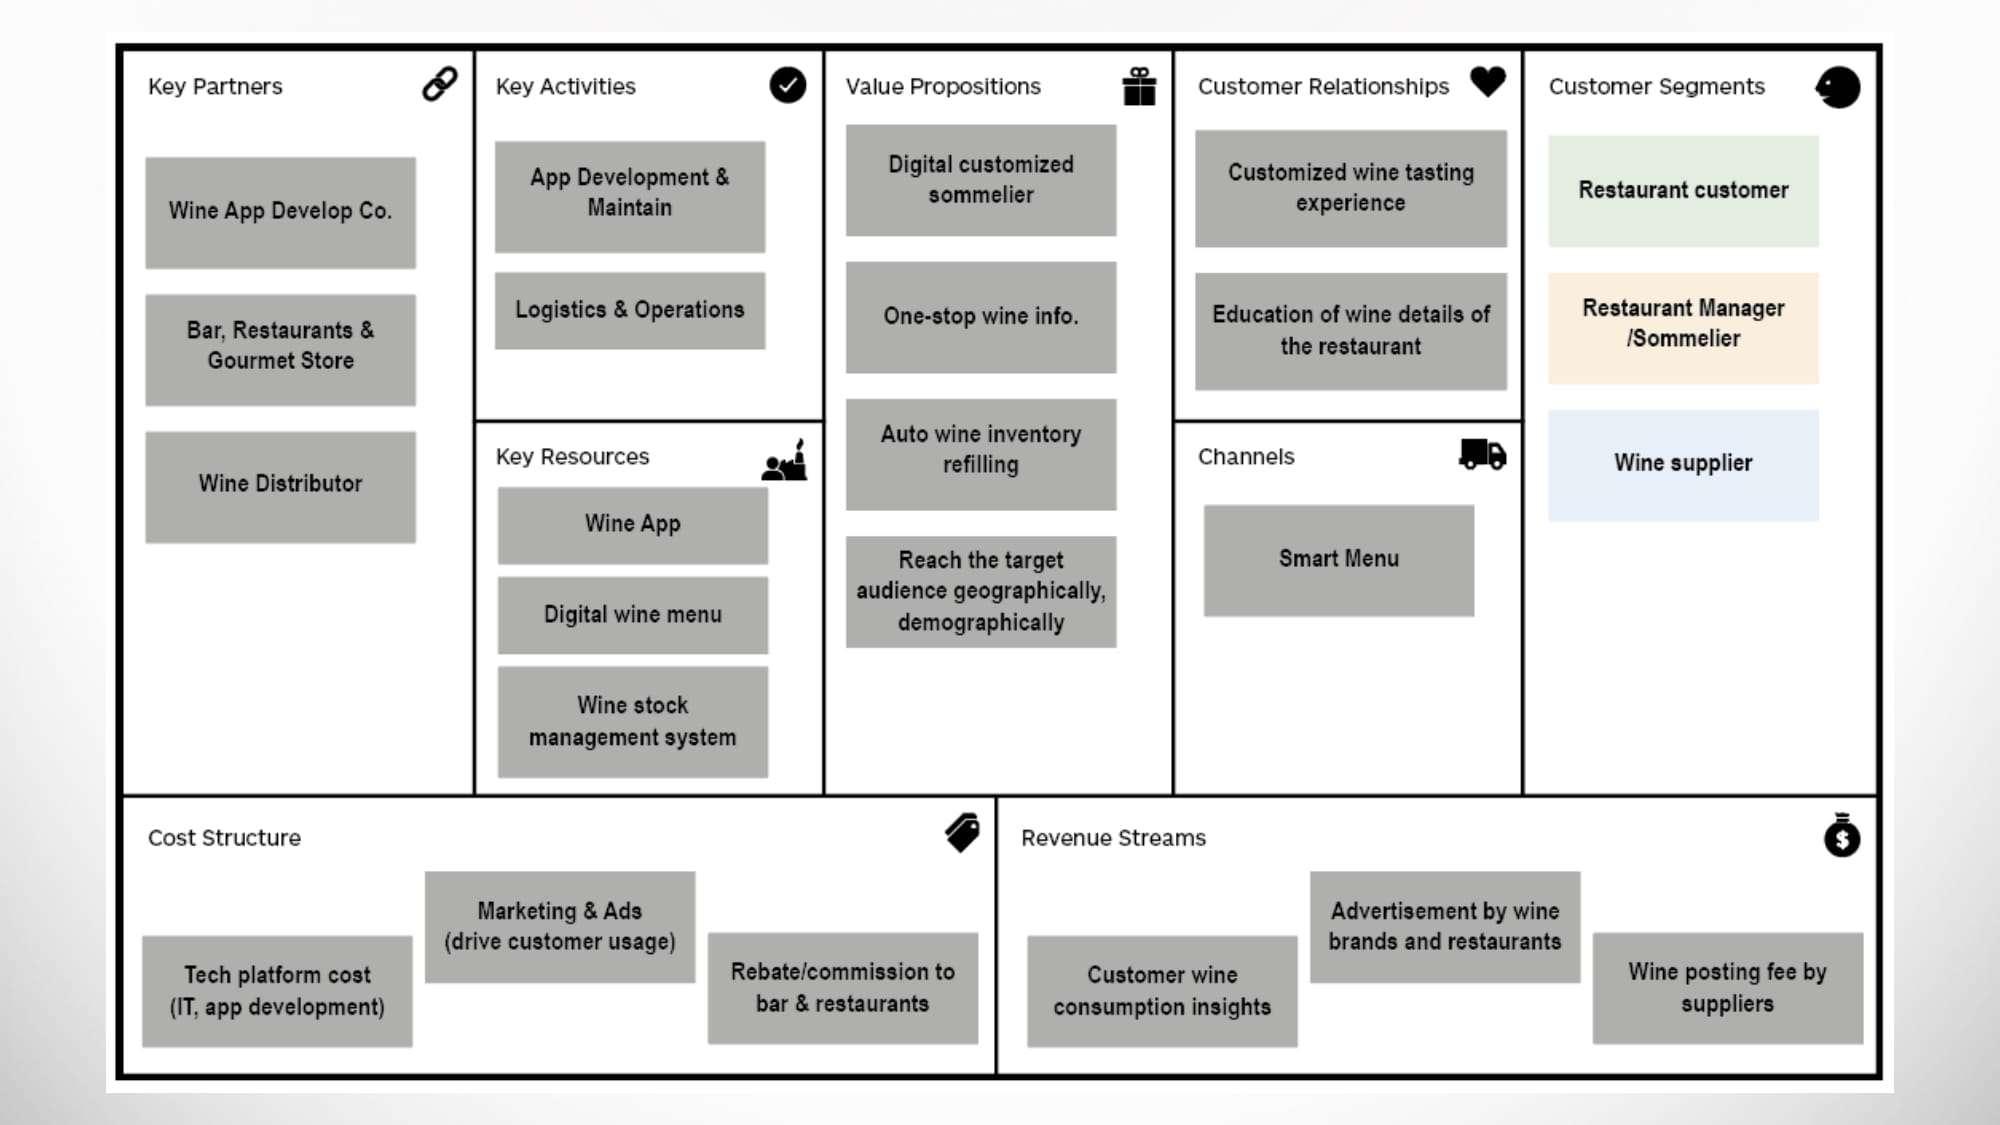 Key Partners
Wine App Develop Co.
Bar, Restaurants &
Gourmet Store
Wine Distributor
Key Activities
App Development &
Maintain
Logistics & Operations
Key Resources
Wine App
Digital wine menu
Wine stock
management system
Value Propositions
Digital customized
sommelier
One-stop wine info.
Auto wine inventory
refilling
Reach the target
audience geographically,
demographically
Customer Relationships
Customized wine tasting
experience
Education of wine details of
the restaurant
Channels
Smart Menu
Customer Segments
Restaurant customer
Restaurant Manager
/Sommelier
Wine supplier
Cost Structure
Tech platform cost
(IT, app development)
Marketing & Ads
(drive customer usage)
Rebate/commission to
bar & restaurants
Revenue Streams
$
Customer wine
consumption insights
Advertisement by wine
brands and restaurants
Wine posting fee by
suppliers